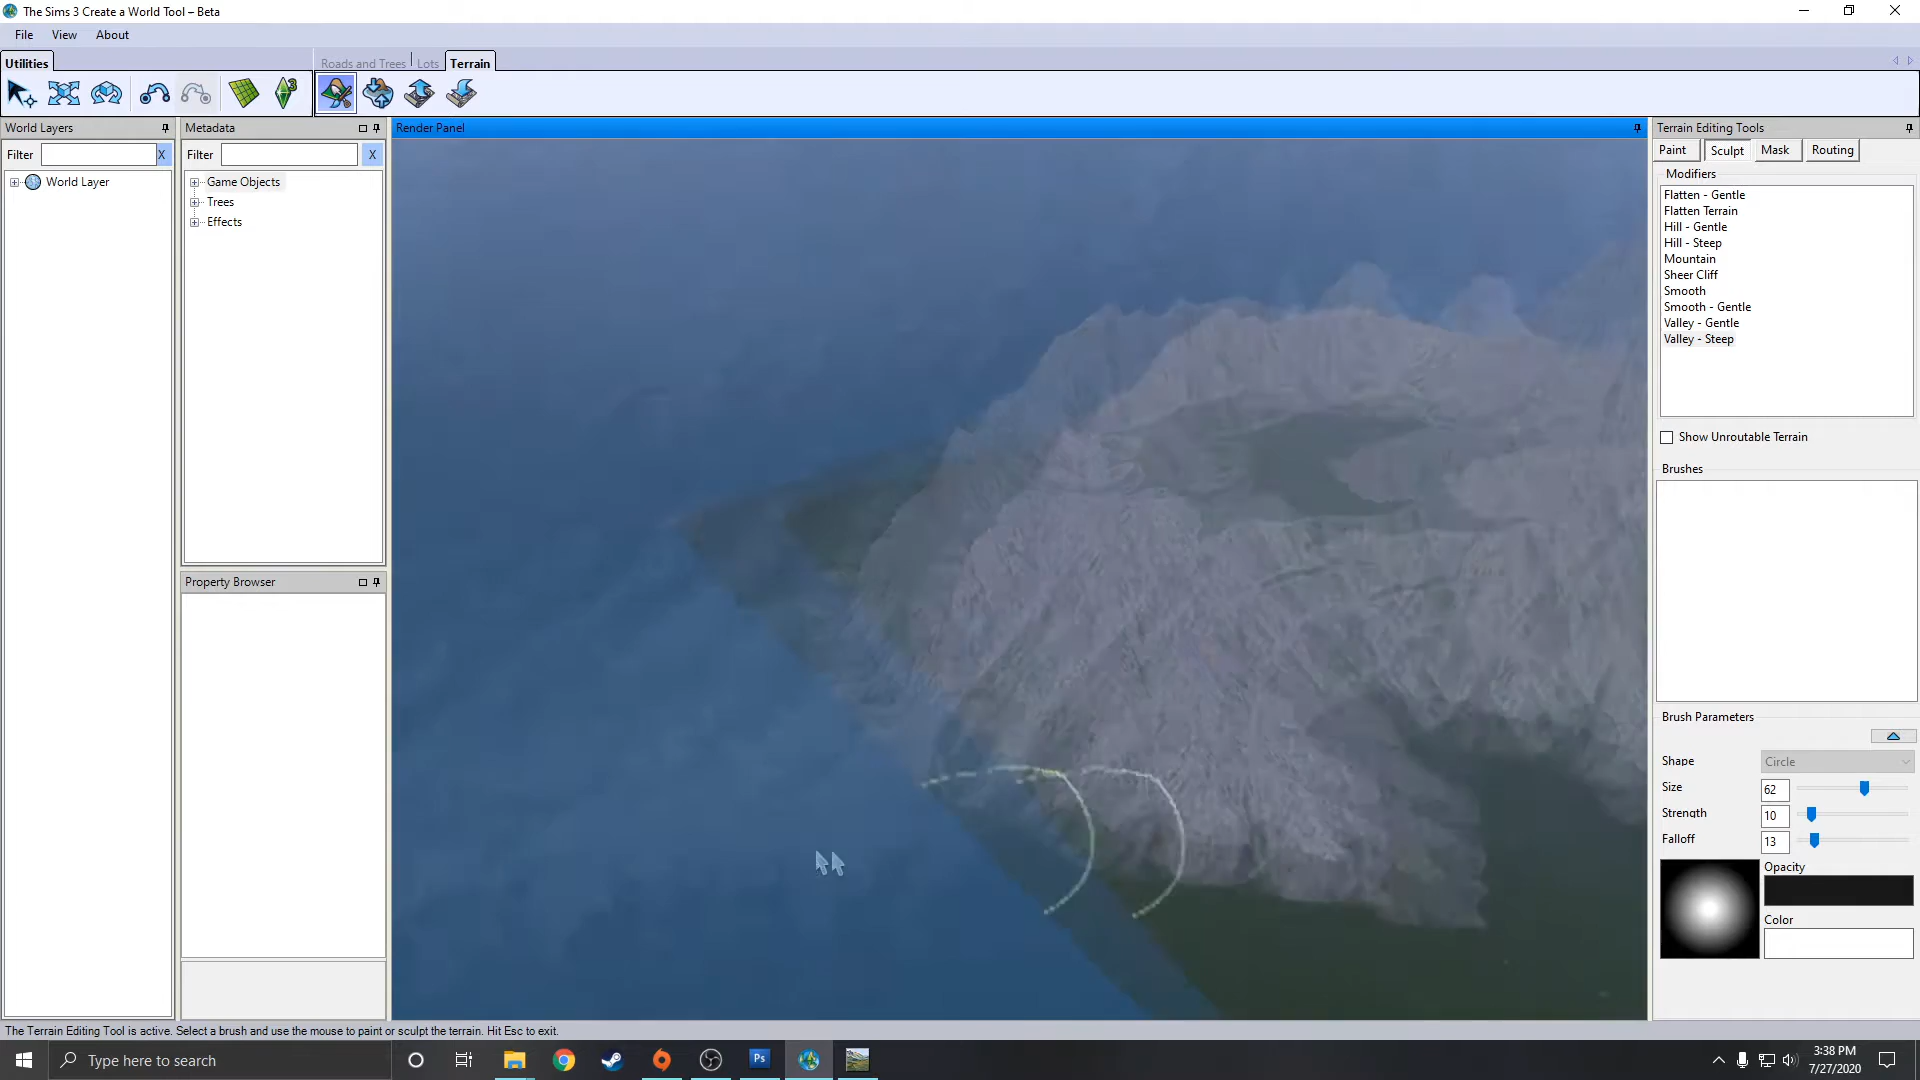 The Sims 3 Create a World Tool – Beta
File View About
Utilities
Roads and Trees Lots Terrain
World Layers
Filter X
World Layer
Metadata
Filter X
Game Objects
Trees
Effects
Property Browser
Render Panel
Terrain Editing Tools
Paint Sculpt Mask Routing
Modifiers
Flatten - Gentle
Flatten Terrain
Hill - Gentle
Hill - Steep
Mountain
Sheer Cliff
Smooth
Smooth - Gentle
Valley - Gentle
Valley - Steep
Show Unroutable Terrain
Brushes
Brush Parameters
Shape Circle
Size 62
Strength 10
Falloff 13
Opacity
Color
The Terrain Editing Tool is active. Select a brush and use the mouse to paint or sculpt the terrain. Hit Esc to exit.
Type here to search
Ps
3:38 PM
7/27/2020